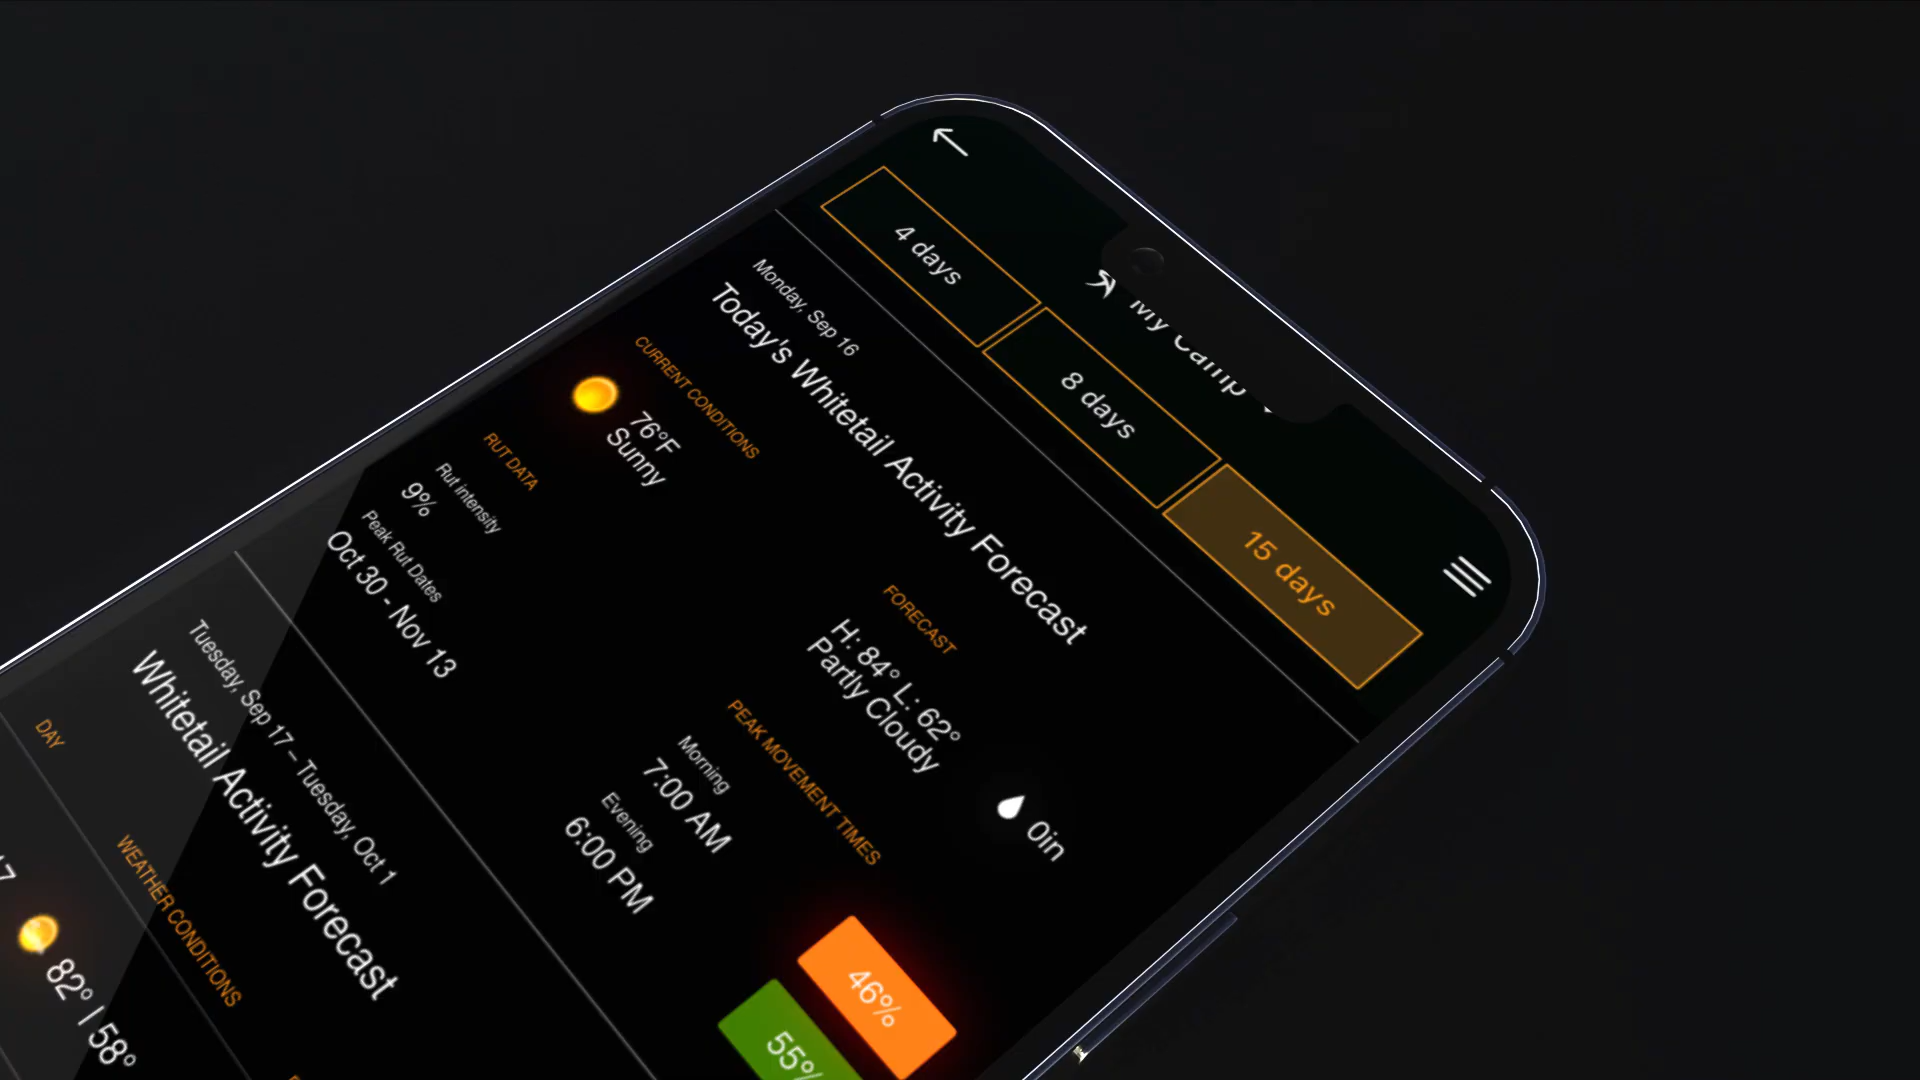 My Camp
4 days
8 days
15 days
Monday, Sep 16
Today's Whitetail Activity Forecast
CURRENT CONDITIONS
76°F
Sunny
FORECAST
H: 84° L: 62°
Partly Cloudy
0in
RUT DATA
Rut intensity
9%
Peak Rut Dates
Oct 30 - Nov 13
PEAK MOVEMENT TIMES
Morning
7:00 AM
46%
Evening
6:00 PM
55%
Tuesday, Sep 17 – Tuesday, Oct 1
Whitetail Activity Forecast
DAY
WEATHER CONDITIONS
82° | 58°